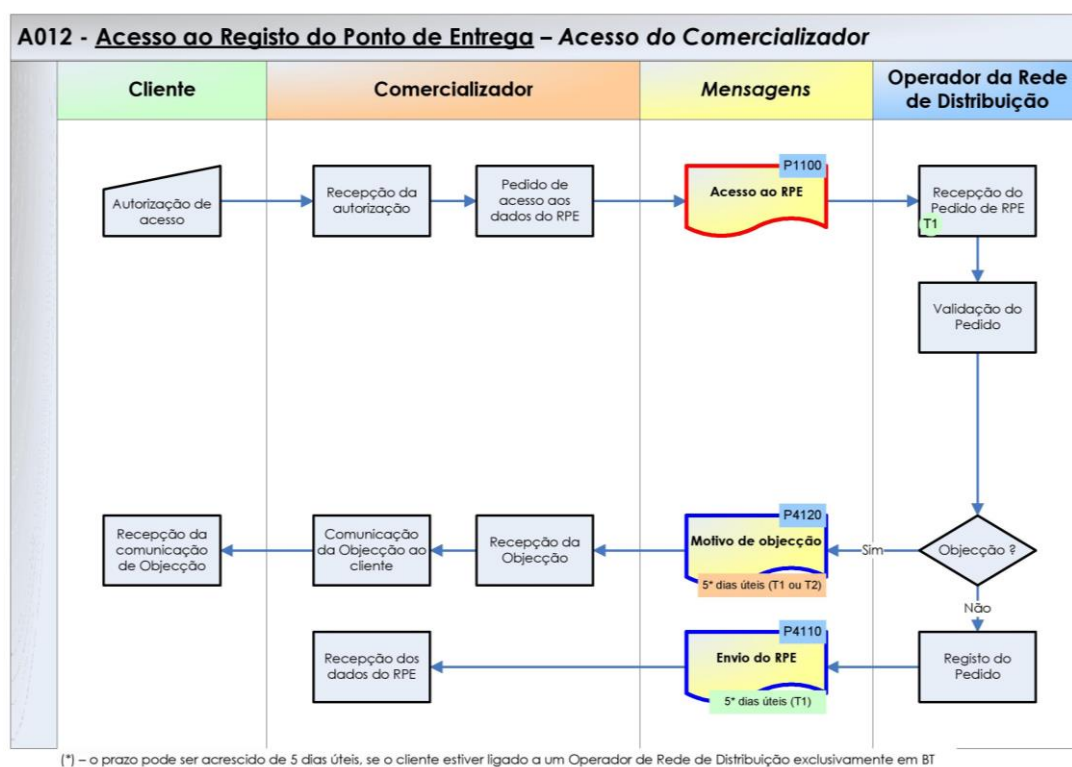 A012 - Acesso ao Registo do Ponto de Entrega – Acesso do Comercializador
Cliente
Comercializador
Mensagens
Operador da Rede
de Distribuição
Autorização de
acesso
Recepção da
autorização
Pedido de
acesso aos
dados do RPE
P1100
Acesso ao RPE
Recepção do
Pedido de RPE
T1
Validação do
Pedido
Recepção da
comunicação
de Objecção
Comunicação
da Objecção ao
cliente
Recepção da
Objecção
P4120
Motivo de objecção
5* dias úteis (T1 ou T2)
Sim
Objecção ?
Não
Recepção dos
dados do RPE
P4110
Envio do RPE
5* dias úteis (T1)
Registo do
Pedido
(*) – o prazo pode ser acrescido de 5 dias úteis, se o cliente estiver ligado a um Operador de Rede de Distribuição exclusivamente em BT